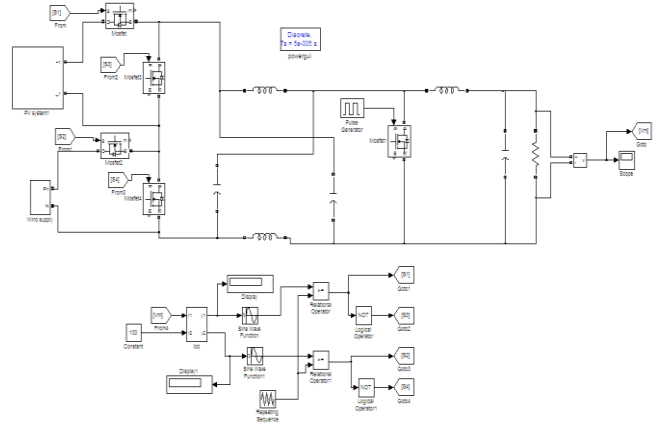 [S1]
From
Mosfet
Discrete,
Ts = 5e-005 s.
powergui
[S3]
From2
Mosfet3
PV system1
Pulse
Generator
Mosfet1
[Vm]
Goto
Scope
[S2]
Mosfet2
[S4]
From3
Mosfet4
Wind supply
Display
[S1]
Goto1
[Vm]
From4
Relational
Operator
NOT
Logical
Operator
[S3]
Goto2
100
Constant
Sine Wave
Function
Display1
Sine Wave
Function1
Relational
Operator1
[S2]
Goto3
NOT
Logical
Operator1
[S4]
Goto4
Repeating
Sequence